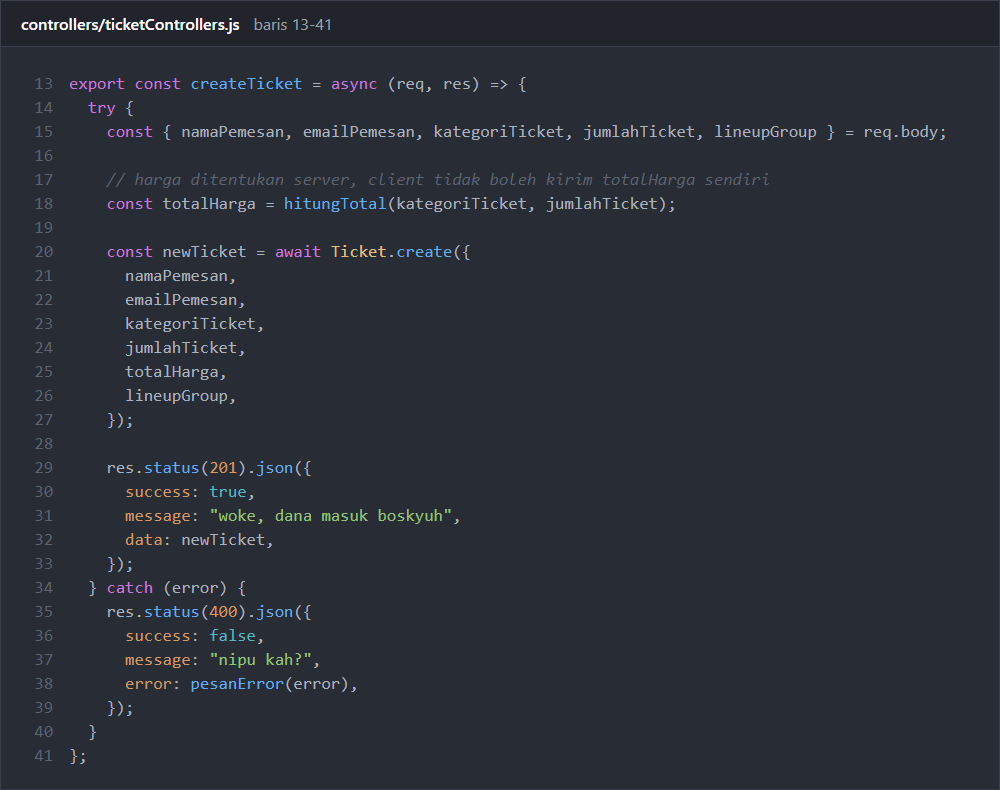 controllers/ticketControllers.js baris 13-41
13 export const createTicket = async (req, res) => {
14   try {
15     const { namaPemesan, emailPemesan, kategoriTicket, jumlahTicket, lineupGroup } = req.body;
16
17     // harga ditentukan server, client tidak boleh kirim totalHarga sendiri
18     const totalHarga = hitungTotal(kategoriTicket, jumlahTicket);
19
20     const newTicket = await Ticket.create({
21       namaPemesan,
22       emailPemesan,
23       kategoriTicket,
24       jumlahTicket,
25       totalHarga,
26       lineupGroup,
27     });
28
29     res.status(201).json({
30       success: true,
31       message: "woke, dana masuk boskyuh",
32       data: newTicket,
33     });
34   } catch (error) {
35     res.status(400).json({
36       success: false,
37       message: "nipu kah?",
38       error: pesanError(error),
39     });
40   }
41 };